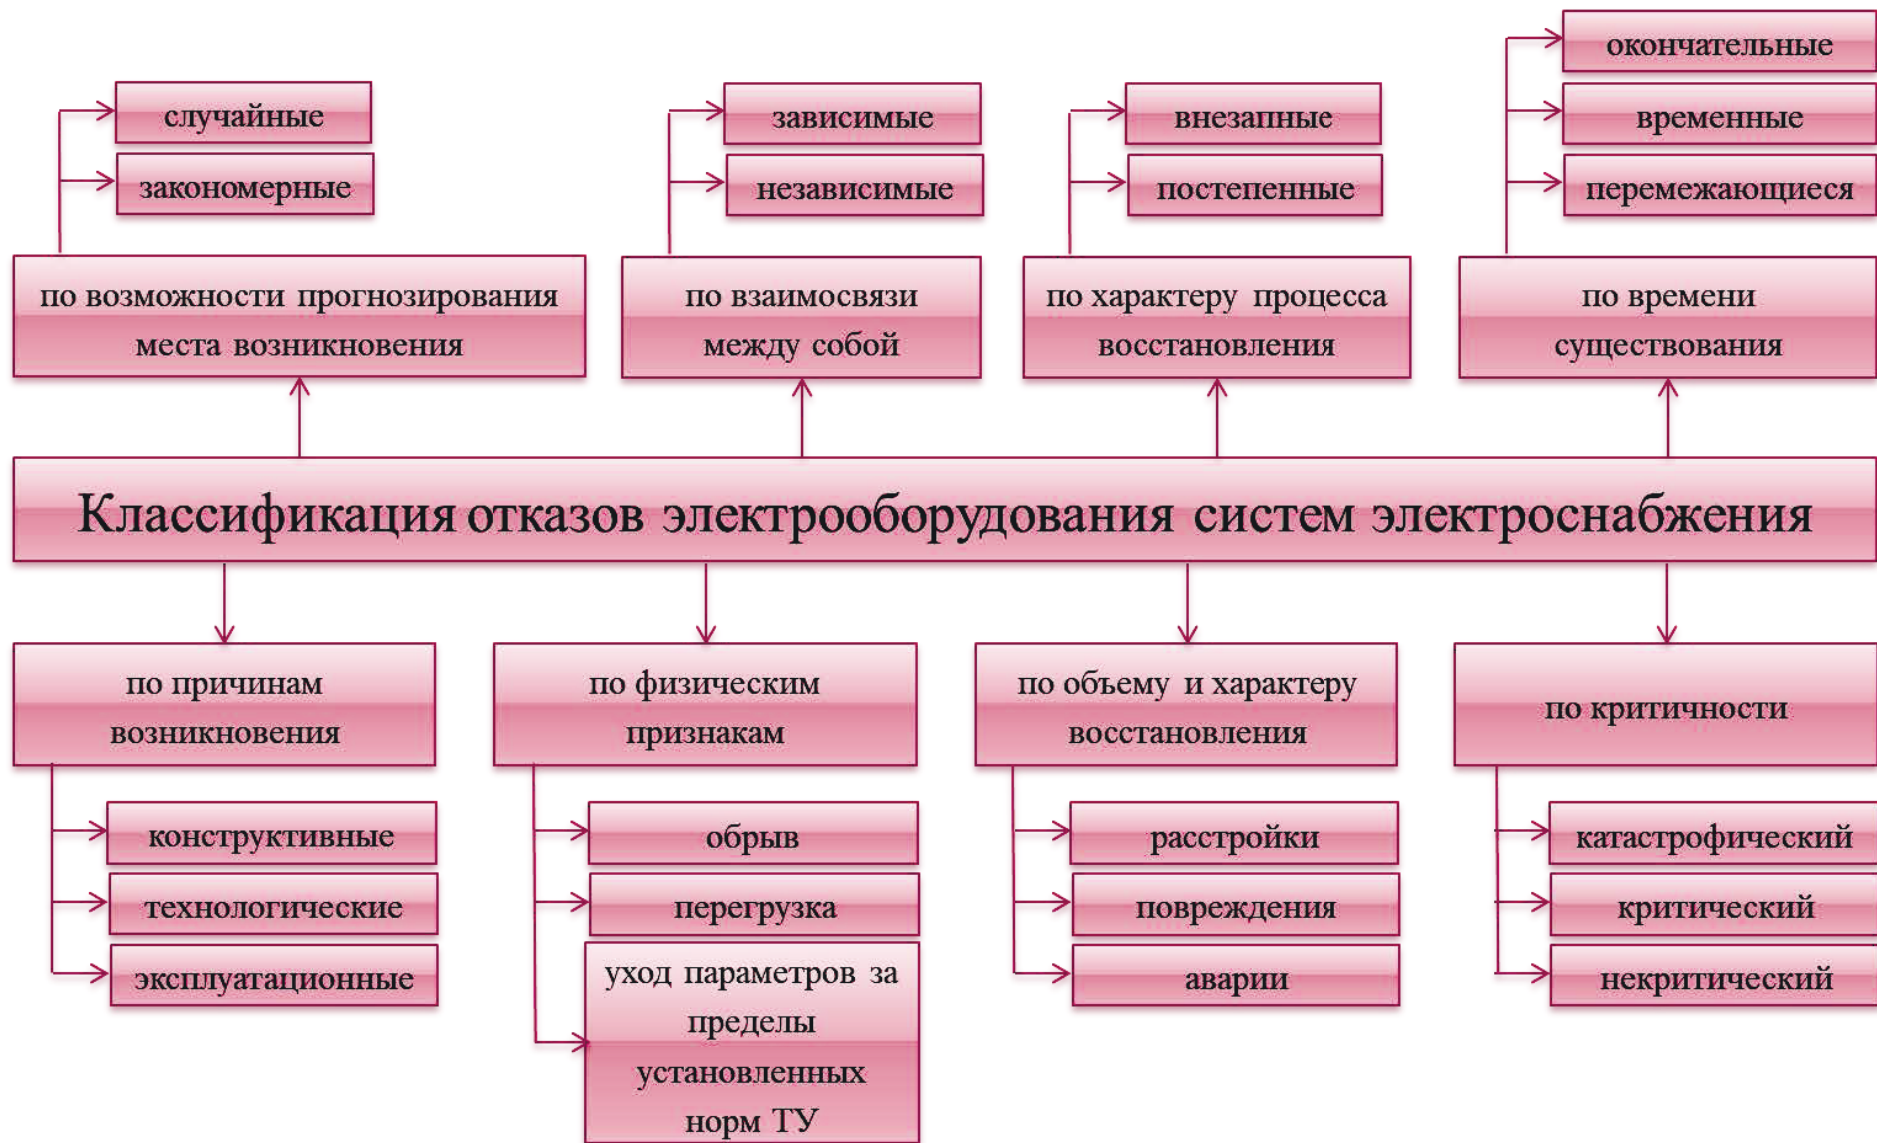 окончательные
случайные
зависимые
внезапные
временные
закономерные
независимые
постепенные
перемежающиеся
по возможности прогнозирования
места возникновения
по взаимосвязи
между собой
по характеру процесса
восстановления
по времени
существования
Классификация отказов электрооборудования систем электроснабжения
по причинам
возникновения
по физическим
признакам
по объему и характеру
восстановления
по критичности
конструктивные
обрыв
расстройки
катастрофический
технологические
перегрузка
повреждения
критический
эксплуатационные
уход параметров за
пределы
установленных
норм ТУ
аварии
некритический